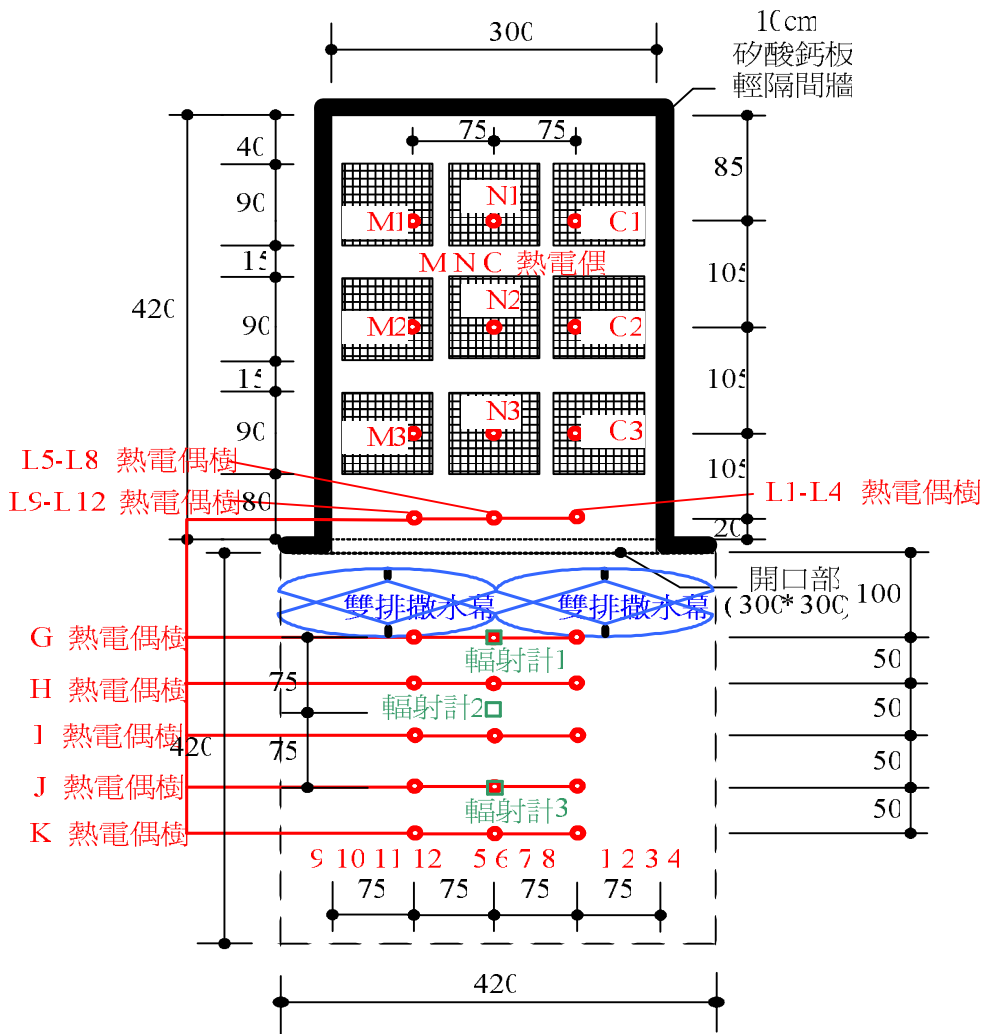 300
10cm
矽酸鈣板
輕隔間牆
75 75
40
85
N1
90
M1
C1
MNC 熱電偶
15
105
N2
420
90
M2
C2
15
105
N3
90
M3
C3
L5-L8 熱電偶樹
105
L9-L12 熱電偶樹
80
L1-L4 熱電偶樹
20
開口部
(300*300)
100
雙排撒水幕
雙排撒水幕
G 熱電偶樹
輻射計1
50
H 熱電偶樹
75
輻射計2
50
I 熱電偶樹
420
75
50
J 熱電偶樹
輻射計3
50
K 熱電偶樹
9 10 11 12 5 6 7 8 1 2 3 4
75 75 75 75
420